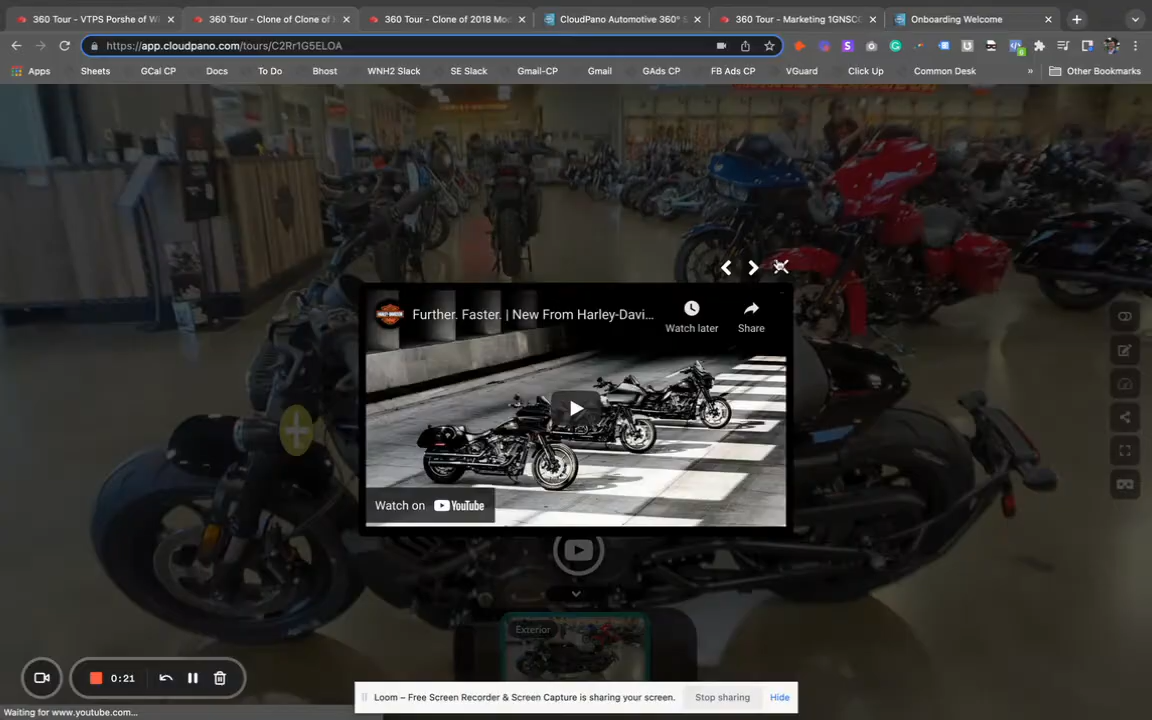 360 Tour - VTPS Porshe of W
360 Tour - Clone of Clone of H
360 Tour - Clone of 2018 Mo
CloudPano Automotive 360° S
360 Tour - Marketing 1GNSC
Onboarding Welcome
https://app.cloudpano.com/tours/C2Rr1G5ELOA
Apps
Sheets
GCal CP
Docs
To Do
Bhost
WNH2 Slack
SE Slack
Gmail-CP
Gmail
GAds CP
FB Ads CP
VGuard
Click Up
Common Desk
Other Bookmarks
Further. Faster. | New From Harley-Davi...
Watch later
Share
Watch on YouTube
Exterior
0:21
Loom – Free Screen Recorder & Screen Capture is sharing your screen.
Stop sharing
Hide
Waiting for www.youtube.com...